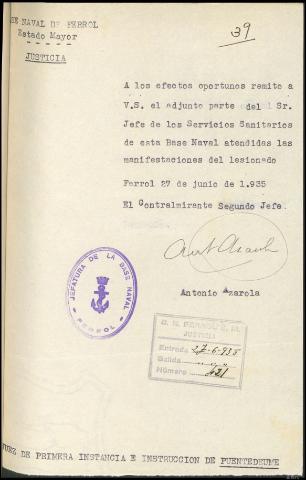 SE NAVAL DE FERROL
Estado Mayor
JUSTICIA
39
A los efectos oportunos remito a
V.S. el adjunto parte del Sr.
Jefe de los Servicios Sanitarios
de esta Base Naval atendidas las
manifestaciones del lesionado
Ferrol 27 de junio de 1.935
El Contralmirante Segundo Jefe.
JEFATURA DE LA BASE NAVAL
FERROL
Antonio Azarola
JUSTICIA
Entrada 27-6-935
Salida
Número 421
JUEZ DE PRIMERA INSTANCIA E INSTRUCCION DE PUENTEDEUME